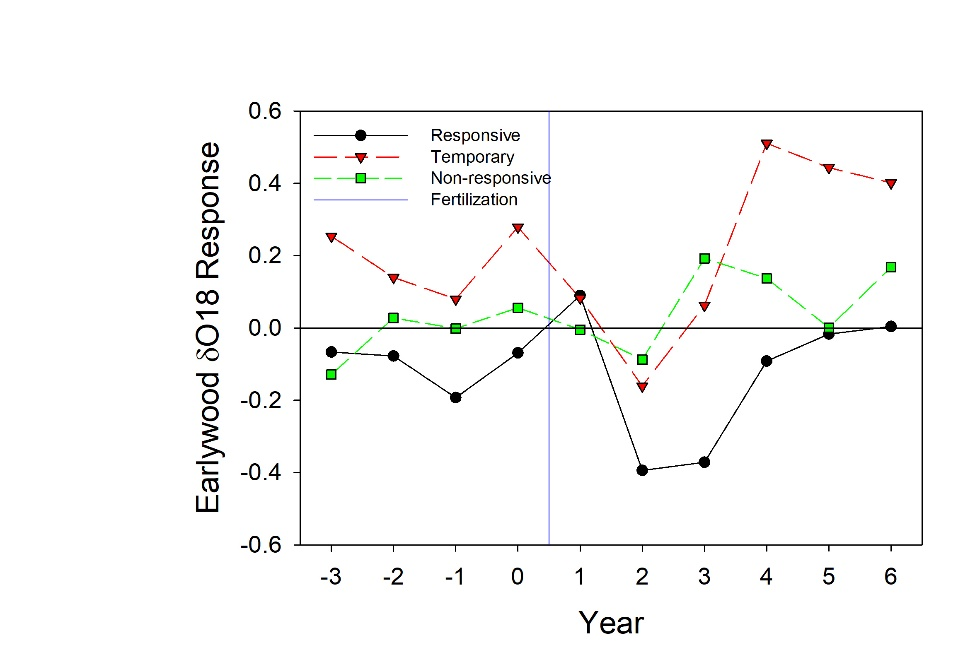 Earlywood δO18 Response
0.6
0.4
0.2
0.0
-0.2
-0.4
-0.6
Responsive
Temporary
Non-responsive
Fertilization
-3 -2 -1 0 1 2 3 4 5 6
Year